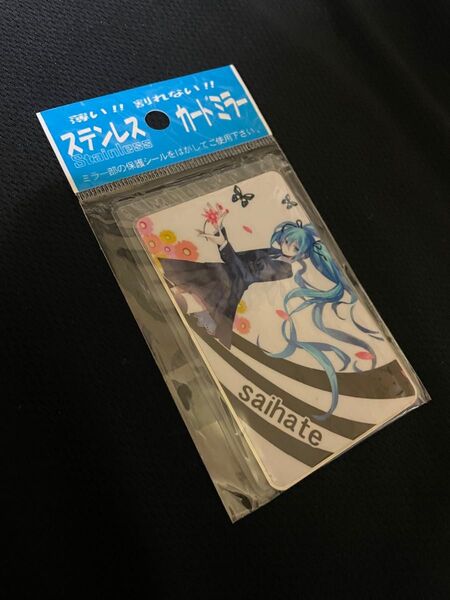 薄い!! 割れない!!
ステンレス カードミラー
Stainless
ミラー部の保護シールをはがしてご使用下さい。
saihate